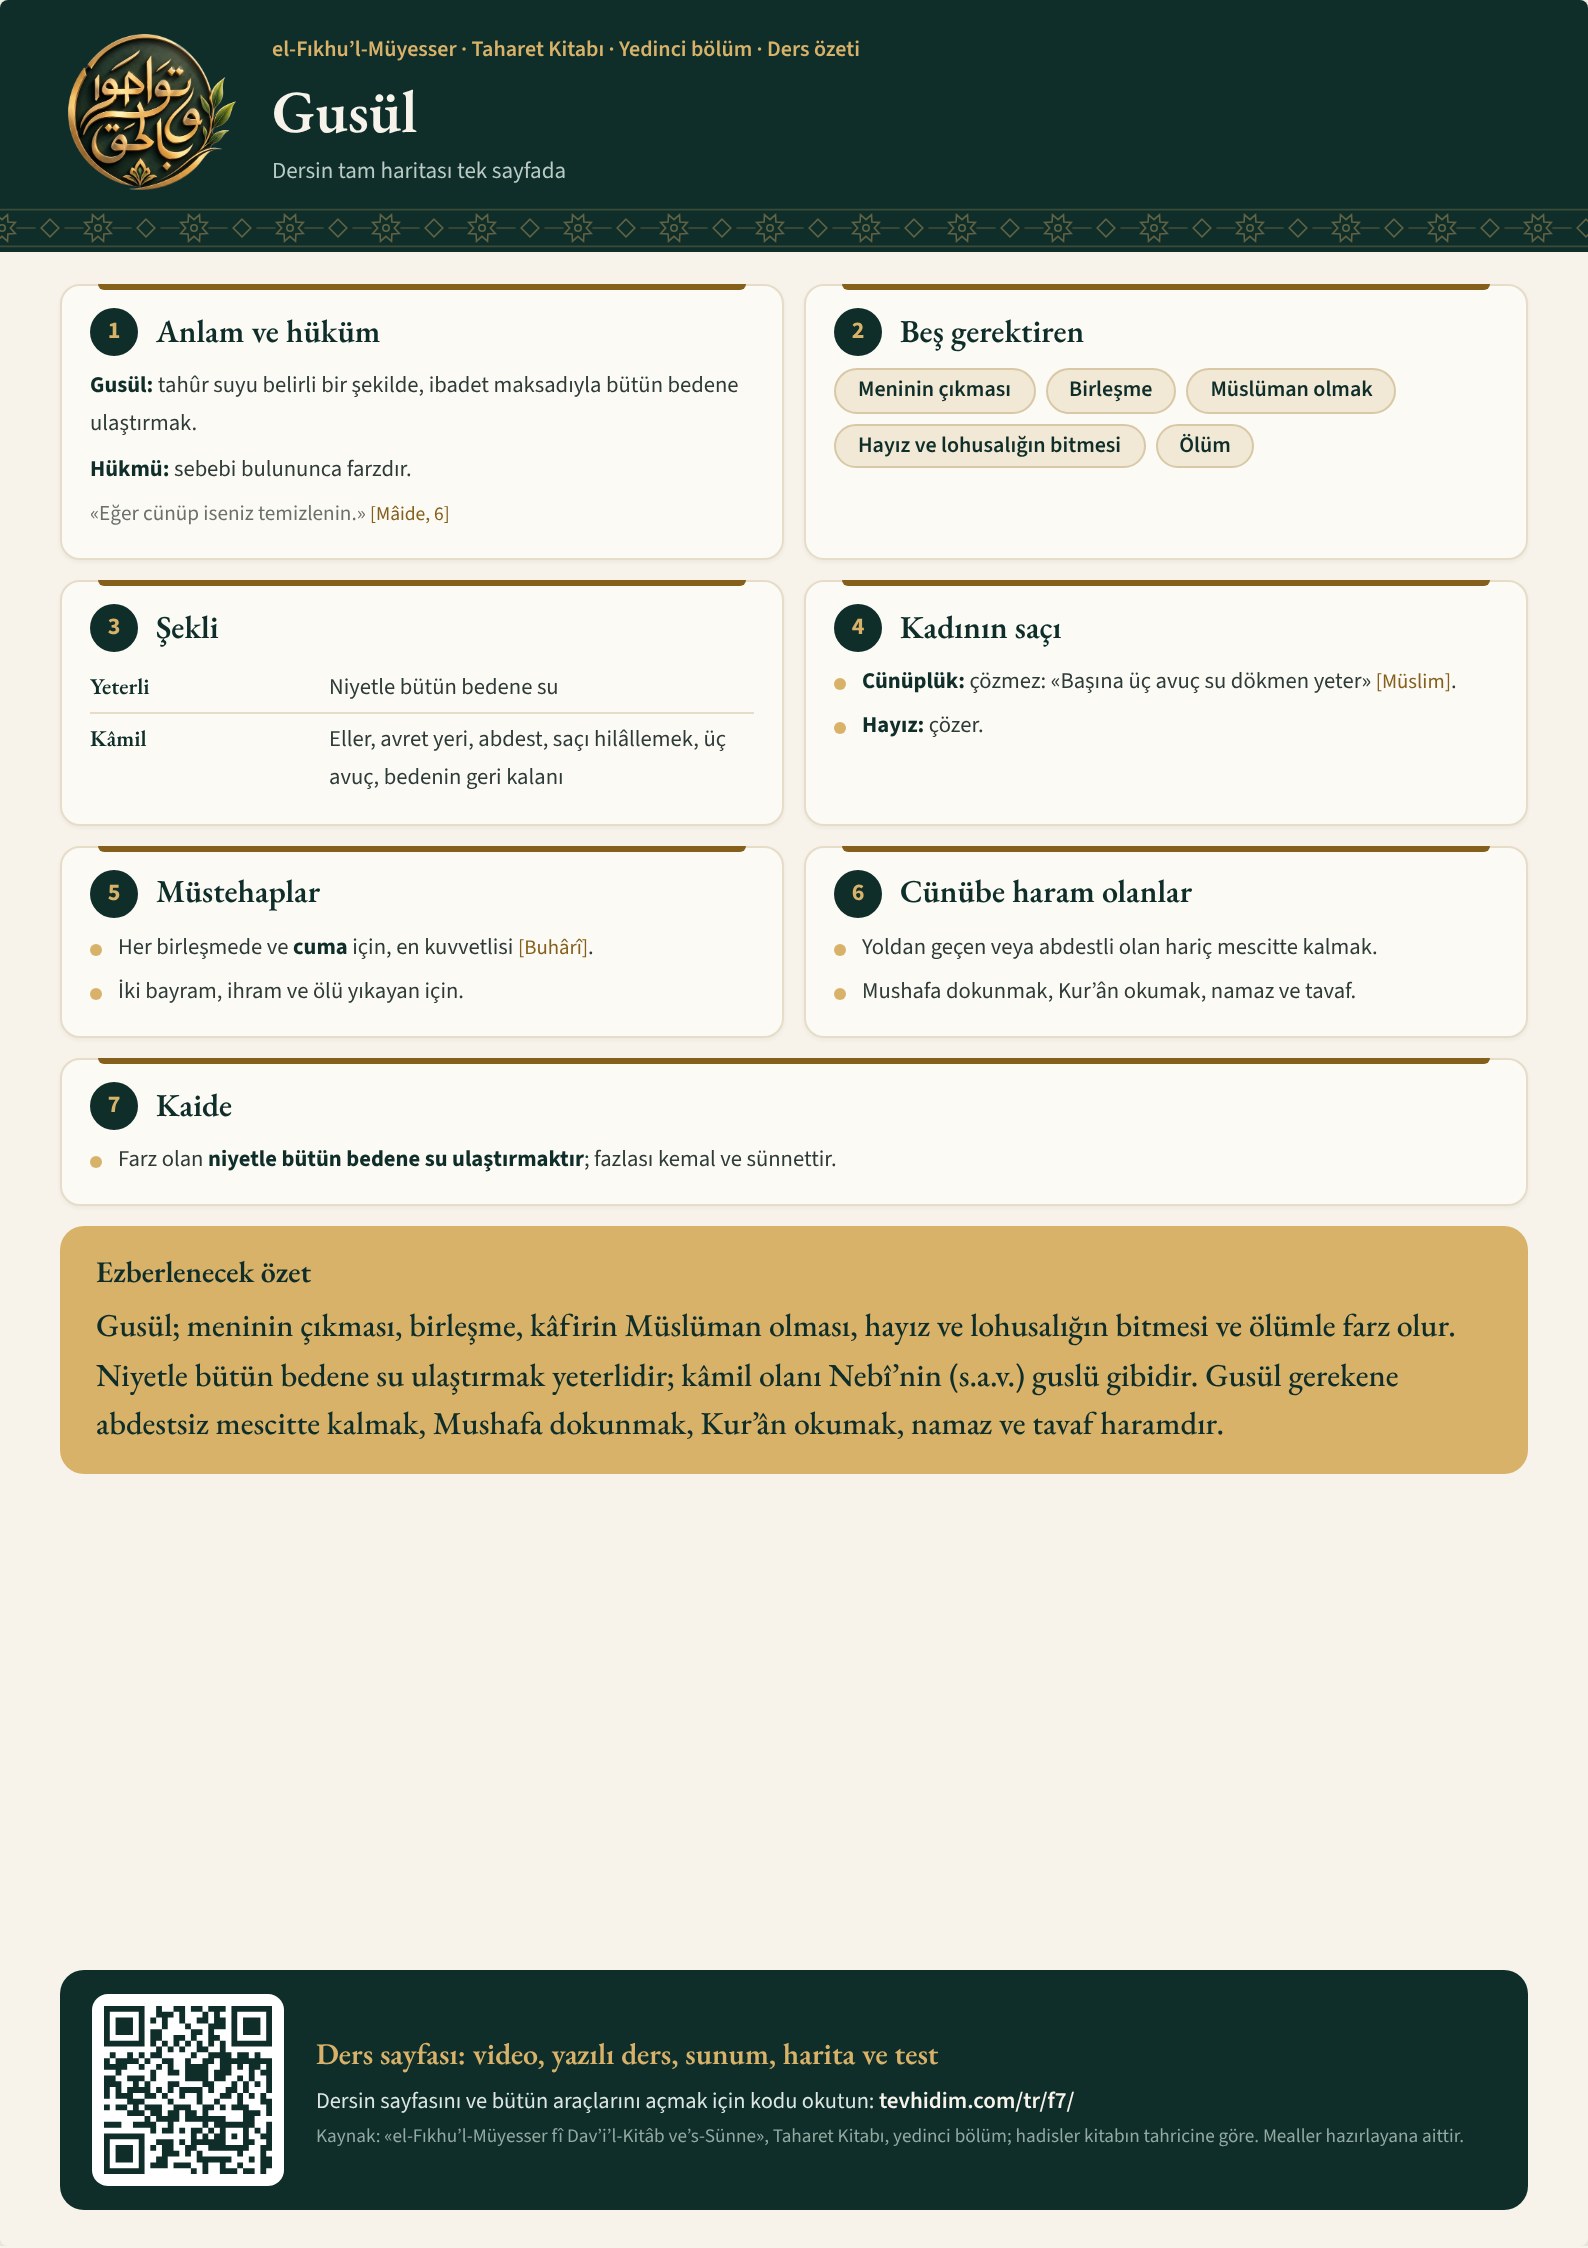 وتواصوا بالحق
el-Fıkhu’l-Müyesser · Taharet Kitabı · Yedinci bölüm · Ders özeti
Gusül
Dersin tam haritası tek sayfada
1 Anlam ve hüküm
Gusül: tahûr suyu belirli bir şekilde, ibadet maksadıyla bütün bedene
ulaştırmak.
Hükmü: sebebi bulununca farzdır.
«Eğer cünüp iseniz temizlenin.» [Mâide, 6]
2 Beş gerektiren
Meninin çıkması Birleşme Müslüman olmak
Hayız ve lohusalığın bitmesi Ölüm
3 Şekli
Yeterli Niyetle bütün bedene su
Kâmil Eller, avret yeri, abdest, saçı hilâllemek, üç
avuç, bedenin geri kalanı
4 Kadının saçı
Cünüplük: çözmez: «Başına üç avuç su dökmen yeter» [Müslim].
Hayız: çözer.
5 Müstehaplar
Her birleşmede ve cuma için, en kuvvetlisi [Buhârî].
İki bayram, ihram ve ölü yıkayan için.
6 Cünübe haram olanlar
Yoldan geçen veya abdestli olan hariç mescitte kalmak.
Mushafa dokunmak, Kur’ân okumak, namaz ve tavaf.
7 Kaide
Farz olan niyetle bütün bedene su ulaştırmaktır; fazlası kemal ve sünnettir.
Ezberlenecek özet
Gusül; meninin çıkması, birleşme, kâfirin Müslüman olması, hayız ve lohusalığın bitmesi ve ölümle farz olur.
Niyetle bütün bedene su ulaştırmak yeterlidir; kâmil olanı Nebî’nin (s.a.v.) guslü gibidir. Gusül gerekene
abdestsiz mescitte kalmak, Mushafa dokunmak, Kur’ân okumak, namaz ve tavaf haramdır.
Ders sayfası: video, yazılı ders, sunum, harita ve test
Dersin sayfasını ve bütün araçlarını açmak için kodu okutun: tevhidim.com/tr/f7/
Kaynak: «el-Fıkhu’l-Müyesser fî Dav’i’l-Kitâb ve’s-Sünne», Taharet Kitabı, yedinci bölüm; hadisler kitabın tahricine göre. Mealler hazırlayana aittir.